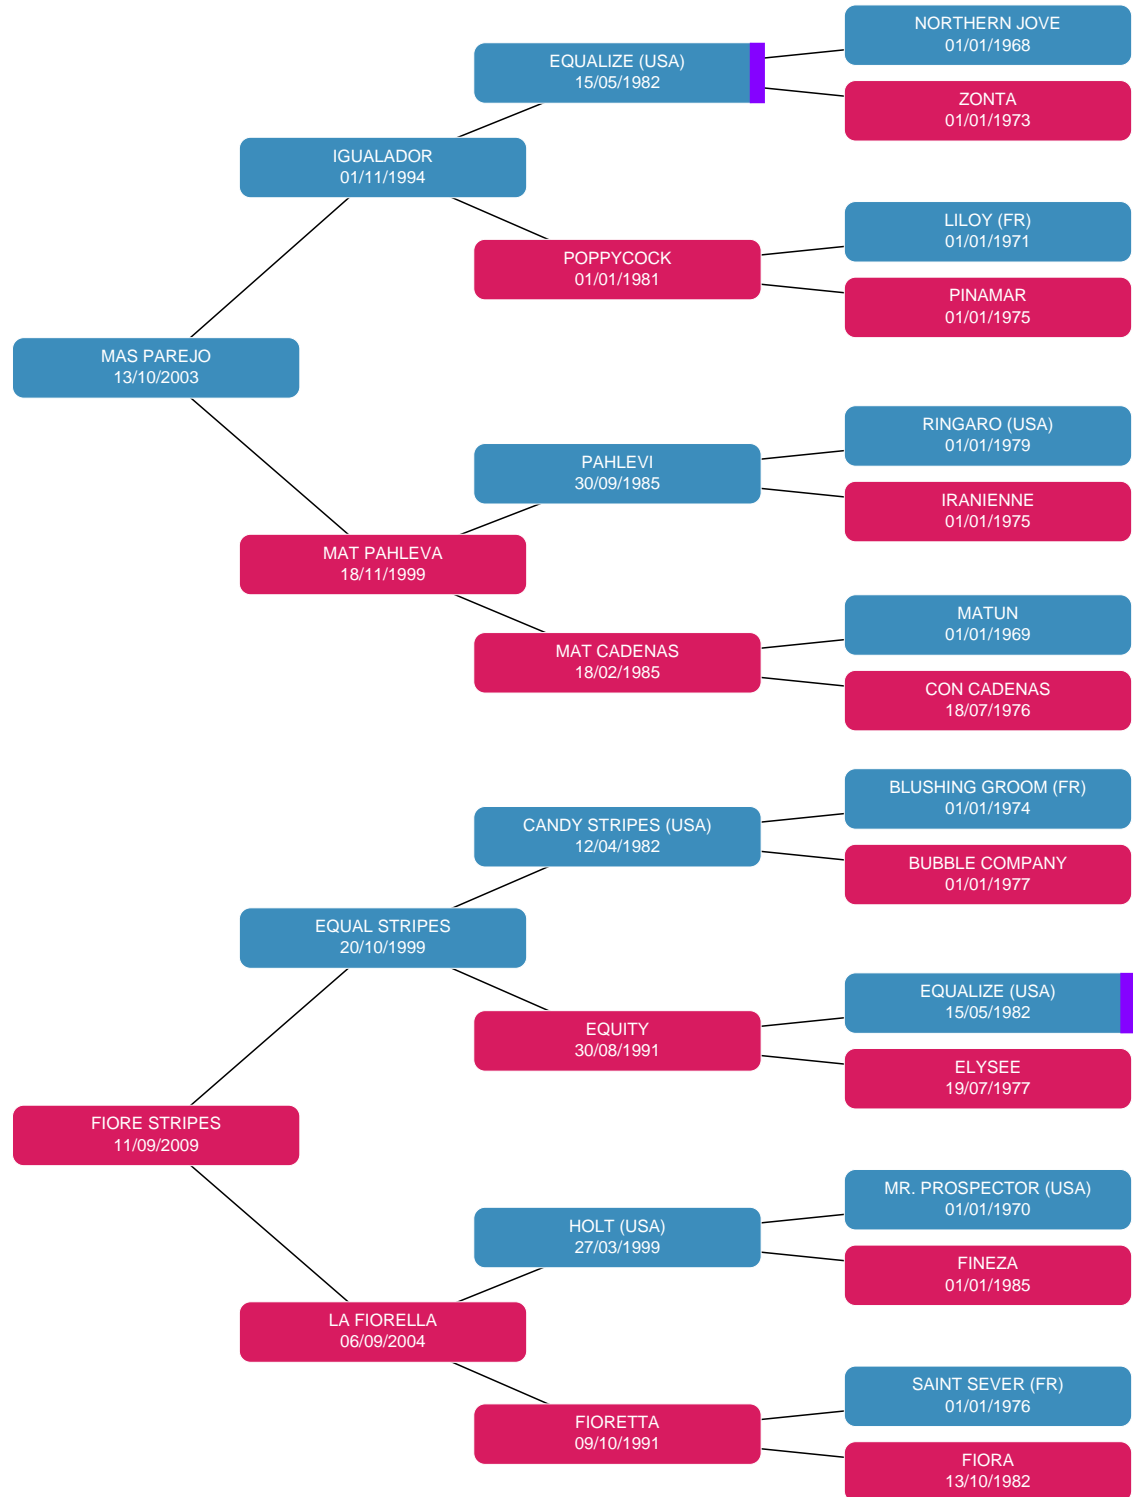 NORTHERN JOVE
01/01/1968
EQUALIZE (USA)
15/05/1982
ZONTA
01/01/1973
IGUALADOR
01/11/1994
LILOY (FR)
01/01/1971
POPPYCOCK
01/01/1981
PINAMAR
01/01/1975
MAS PAREJO
13/10/2003
RINGARO (USA)
01/01/1979
PAHLEVI
30/09/1985
IRANIENNE
01/01/1975
MAT PAHLEVA
18/11/1999
MATUN
01/01/1969
MAT CADENAS
18/02/1985
CON CADENAS
18/07/1976
BLUSHING GROOM (FR)
01/01/1974
CANDY STRIPES (USA)
12/04/1982
BUBBLE COMPANY
01/01/1977
EQUAL STRIPES
20/10/1999
EQUALIZE (USA)
15/05/1982
EQUITY
30/08/1991
ELYSEE
19/07/1977
FIORE STRIPES
11/09/2009
MR. PROSPECTOR (USA)
01/01/1970
HOLT (USA)
27/03/1999
FINEZA
01/01/1985
LA FIORELLA
06/09/2004
SAINT SEVER (FR)
01/01/1976
FIORETTA
09/10/1991
FIORA
13/10/1982